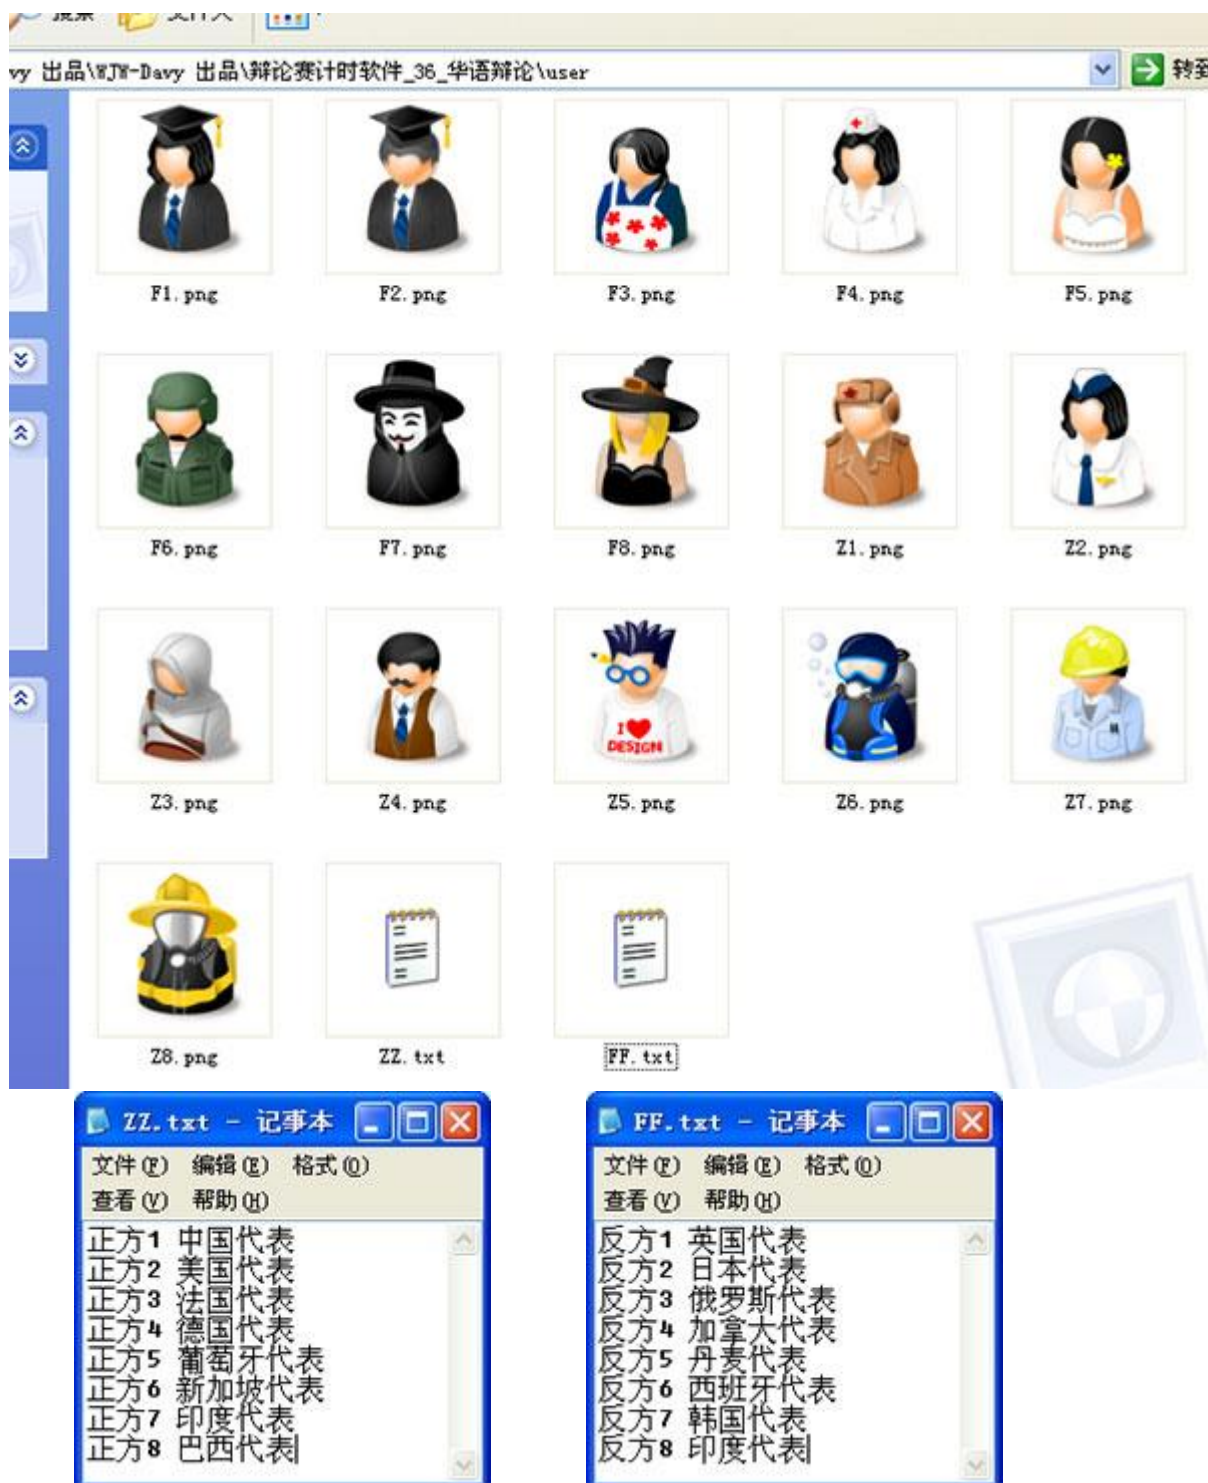 搜索 文件夹
vy 出品\WJW-Davy 出品\辩论赛计时软件_36_华语辩论\user 转到
F1.png F2.png F3.png F4.png F5.png
F6.png F7.png F8.png Z1.png Z2.png
I
DESIGN
Z3.png Z4.png Z5.png Z6.png Z7.png
Z8.png ZZ.txt FF.txt
ZZ.txt - 记事本
文件(F) 编辑(E) 格式(O)
查看(V) 帮助(H)
正方1 中国代表
正方2 美国代表
正方3 法国代表
正方4 德国代表
正方5 葡萄牙代表
正方6 新加坡代表
正方7 印度代表
正方8 巴西代表
FF.txt - 记事本
文件(F) 编辑(E) 格式(O)
查看(V) 帮助(H)
反方1 英国代表
反方2 日本代表
反方3 俄罗斯代表
反方4 加拿大代表
反方5 丹麦代表
反方6 西班牙代表
反方7 韩国代表
反方8 印度代表